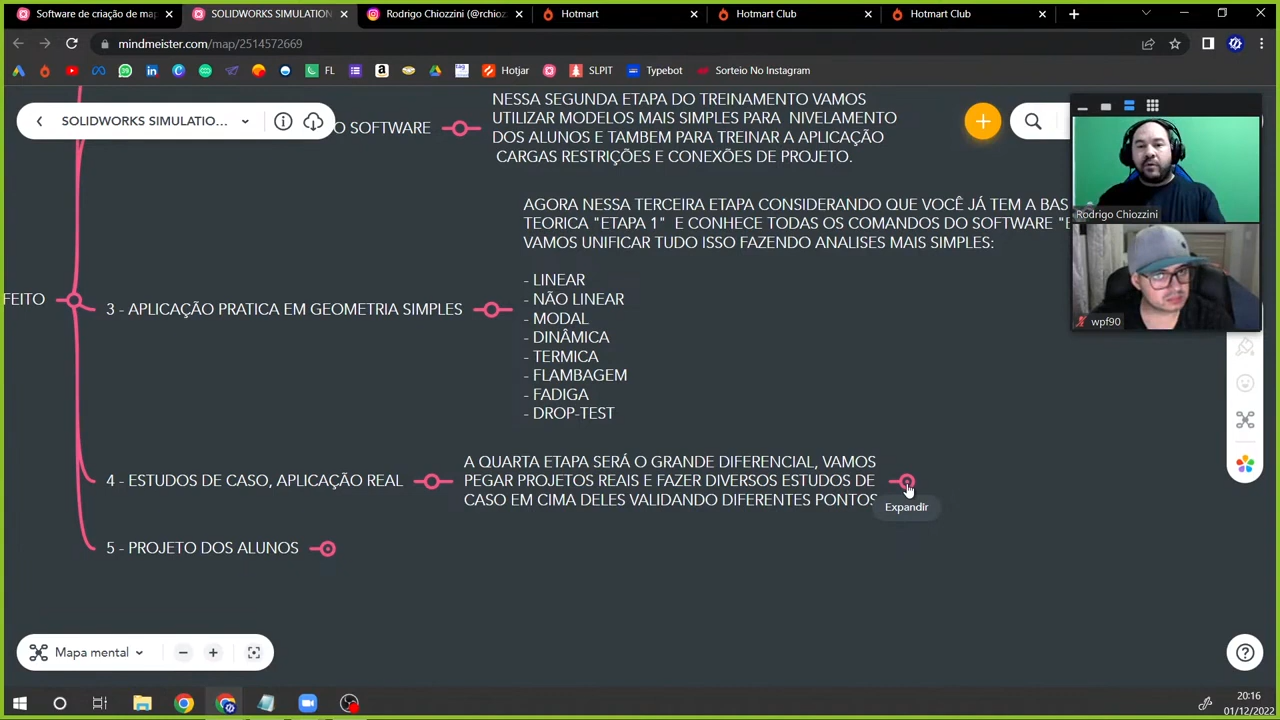 Software de criação de map
SOLIDWORKS SIMULATION
Rodrigo Chiozzini (@rchioz
Hotmart
Hotmart Club
Hotmart Club
mindmeister.com/map/2514572669
FL
Hotjar
SLPIT
Typebot
Sorteio No Instagram
SOLIDWORKS SIMULATIO...
O SOFTWARE
NESSA SEGUNDA ETAPA DO TREINAMENTO VAMOS
UTILIZAR MODELOS MAIS SIMPLES PARA NIVELAMENTO
DOS ALUNOS E TAMBEM PARA TREINAR A APLICAÇÃO
CARGAS RESTRIÇÕES E CONEXÕES DE PROJETO.
Rodrigo Chiozzini
wpf90
AGORA NESSA TERCEIRA ETAPA CONSIDERANDO QUE VOCÊ JÁ TEM A BAS
TEORICA "ETAPA 1" E CONHECE TODAS OS COMANDOS DO SOFTWARE "E
VAMOS UNIFICAR TUDO ISSO FAZENDO ANALISES MAIS SIMPLES:
- LINEAR
- NÃO LINEAR
- MODAL
- DINÂMICA
- TERMICA
- FLAMBAGEM
- FADIGA
- DROP-TEST
FEITO
3 - APLICAÇÃO PRATICA EM GEOMETRIA SIMPLES
4 - ESTUDOS DE CASO, APLICAÇÃO REAL
A QUARTA ETAPA SERÁ O GRANDE DIFERENCIAL, VAMOS
PEGAR PROJETOS REAIS E FAZER DIVERSOS ESTUDOS DE
CASO EM CIMA DELES VALIDANDO DIFERENTES PONTOS
Expandir
5 - PROJETO DOS ALUNOS
Mapa mental
20:16
01/12/2022